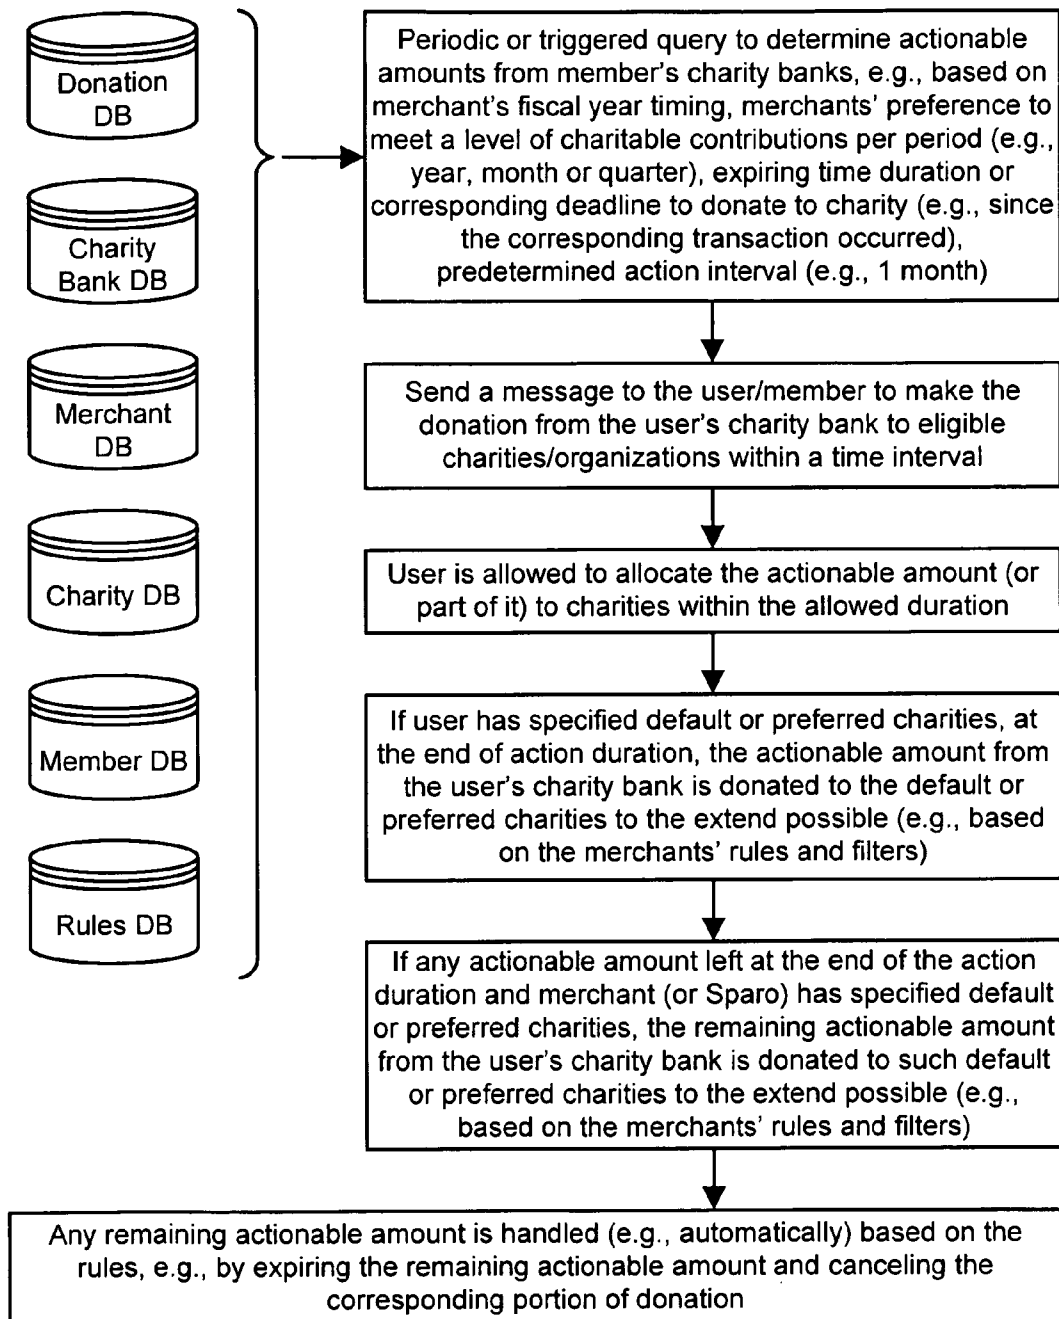 Donation
DB
Charity
Bank DB
Merchant
DB
Charity DB
Member DB
Rules DB
Periodic or triggered query to determine actionable
amounts from member's charity banks, e.g., based on
merchant's fiscal year timing, merchants' preference to
meet a level of charitable contributions per period (e.g.,
year, month or quarter), expiring time duration or
corresponding deadline to donate to charity (e.g., since
the corresponding transaction occurred),
predetermined action interval (e.g., 1 month)
Send a message to the user/member to make the
donation from the user's charity bank to eligible
charities/organizations within a time interval
User is allowed to allocate the actionable amount (or
part of it) to charities within the allowed duration
If user has specified default or preferred charities, at
the end of action duration, the actionable amount from
the user's charity bank is donated to the default or
preferred charities to the extend possible (e.g., based
on the merchants' rules and filters)
If any actionable amount left at the end of the action
duration and merchant (or Sparo) has specified default
or preferred charities, the remaining actionable amount
from the user's charity bank is donated to such default
or preferred charities to the extend possible (e.g.,
based on the merchants' rules and filters)
Any remaining actionable amount is handled (e.g., automatically) based on the
rules, e.g., by expiring the remaining actionable amount and canceling the
corresponding portion of donation